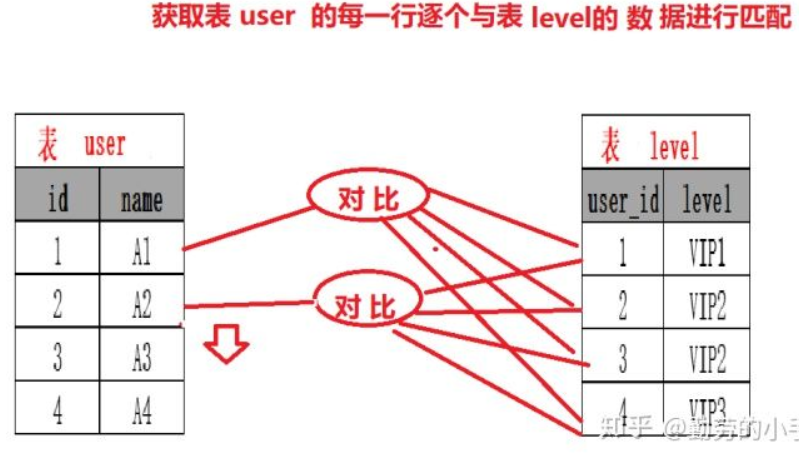 获取表 user 的每一行逐个与表 level的 数 据进行匹配
表 user
id name
1 A1
2 A2
3 A3
4 A4
对 比
对 比
表 level
user_id level
1 VIP1
2 VIP2
3 VIP2
4 VIP3
知乎 @勤劳的小手